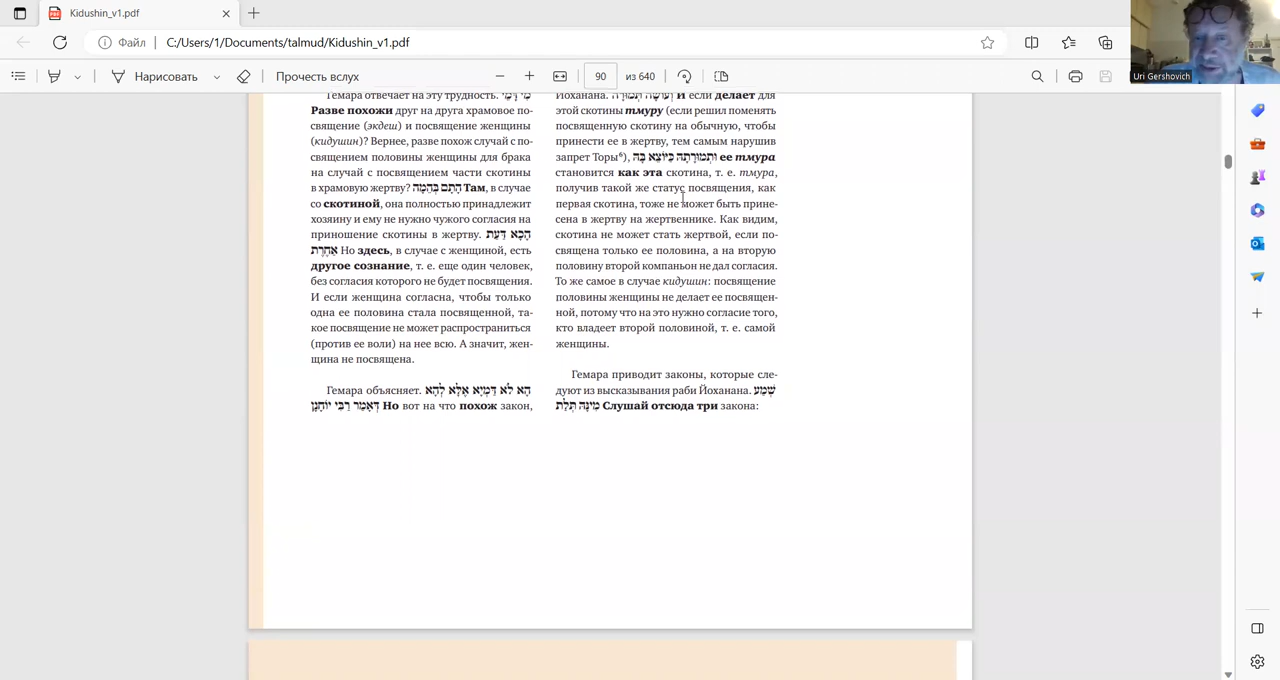 Kidushin_v1.pdf
Файл
C:/Users/1/Documents/talmud/Kidushin_v1.pdf
Нарисовать
Прочесть вслух
90
из 640
Uri Gershovich
Гемара отвечает на эту трудность. מִי דָּמֵי
Разве похожи друг на друга храмовое по-
священие (экдеш) и посвящение женщины
(кидушин)? Вернее, разве похож случай с по-
священием половины женщины для брака
на случай с посвящением части скотины
в храмовую жертву? הָתָם בְּהֵמָה Там, в случае
со скотиной, она полностью принадлежит
хозяину и ему не нужно чужого согласия на
приношение скотины в жертву. הָכָא דַּעַת
אַחֶרֶת Но здесь, в случае с женщиной, есть
другое сознание, т. е. еще один человек,
без согласия которого не будет посвящения.
И если женщина согласна, чтобы только
одна ее половина стала посвященной, та-
кое посвящение не может распространиться
(против ее воли) на нее всю. А значит, жен-
щина не посвящена.
Гемара объясняет. הָא לֹא דָּמְיָא אֶלָּא לְהָא
דְּאָמַר רַבִּי יוֹחָנָן Но вот на что похож закон,
Йоханана. וְעוֹשָׂה תְּמוּרָה И если делает для
этой скотины тмуру (если решил поменять
посвященную скотину на обычную, чтобы
принести ее в жертву, тем самым нарушив
запрет Торы⁶), וּתְמוּרָתָהּ כַּיּוֹצֵא בָּהּ ее тмура
становится как эта скотина, т. е. тмура,
получив такой же статус посвящения, как
первая скотина, тоже не может быть прине-
сена в жертву на жертвеннике. Как видим,
скотина не может стать жертвой, если по-
священа только ее половина, а на вторую
половину второй компаньон не дал согласия.
То же самое в случае кидушин: посвящение
половины женщины не делает ее посвящен-
ной, потому что на это нужно согласие того,
кто владеет второй половиной, т. е. самой
женщины.
Гемара приводит законы, которые сле-
дуют из высказывания раби Йоханана. שְׁמַע
מִינָּהּ תְּלָת Слушай отсюда три закона: